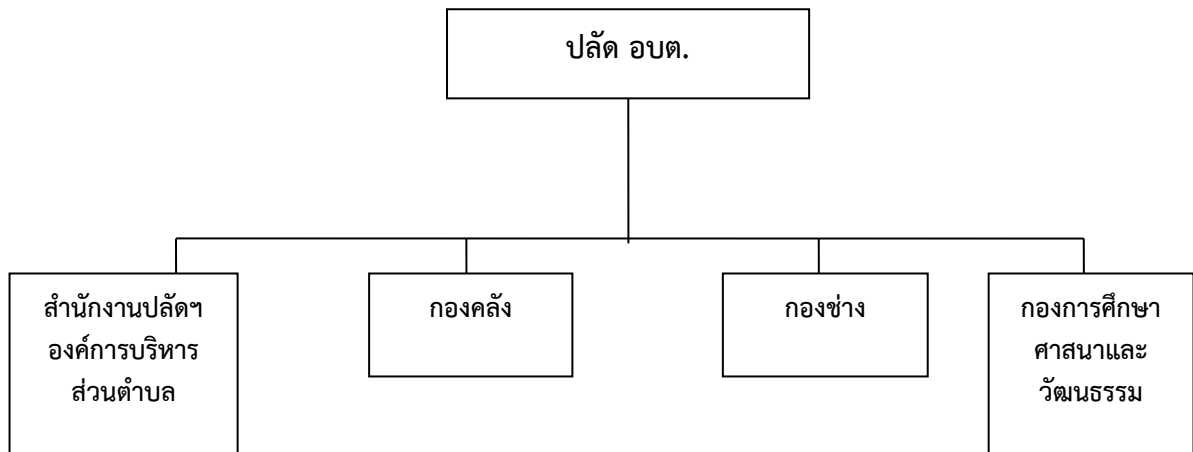 ปลัด อบต.
สำนักงานปลัดฯ
องค์การบริหาร
ส่วนตำบล
กองคลัง
กองช่าง
กองการศึกษา
ศาสนาและ
วัฒนธรรม